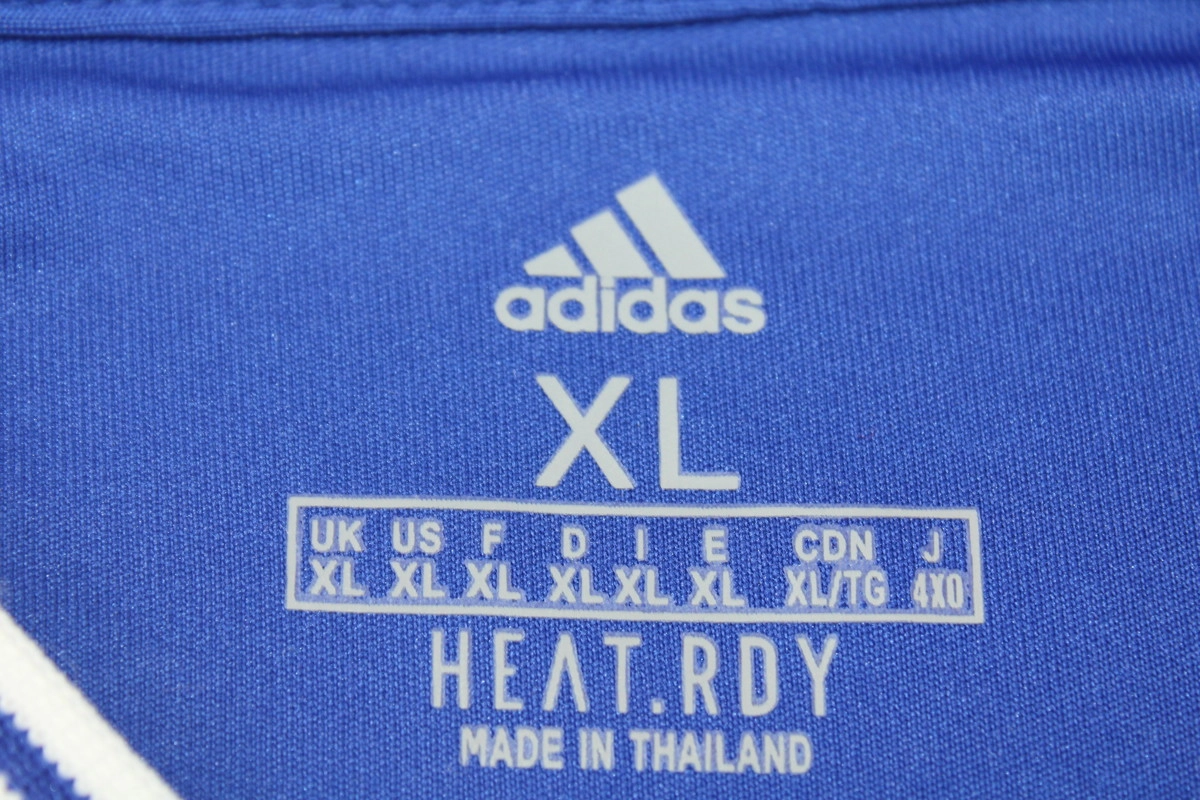 adidas
XL
UK US F D I E CDN J
XL XL XL XL XL XL XL/TG 4XO
HEAT.RDY
MADE IN THAILAND